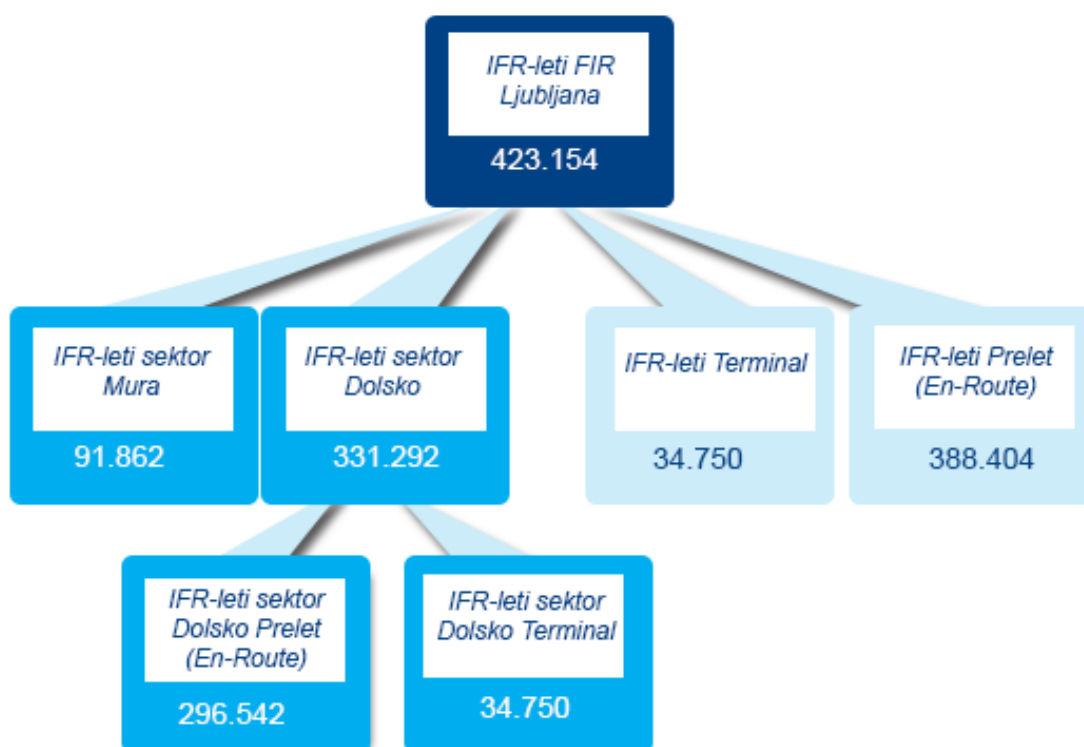 IFR-leti FIR
Ljubljana
423.154
IFR-leti sektor
Mura
91.862
IFR-leti sektor
Dolsko
331.292
IFR-leti Terminal
34.750
IFR-leti Prelet
(En-Route)
388.404
IFR-leti sektor
Dolsko Prelet
(En-Route)
296.542
IFR-leti sektor
Dolsko Terminal
34.750